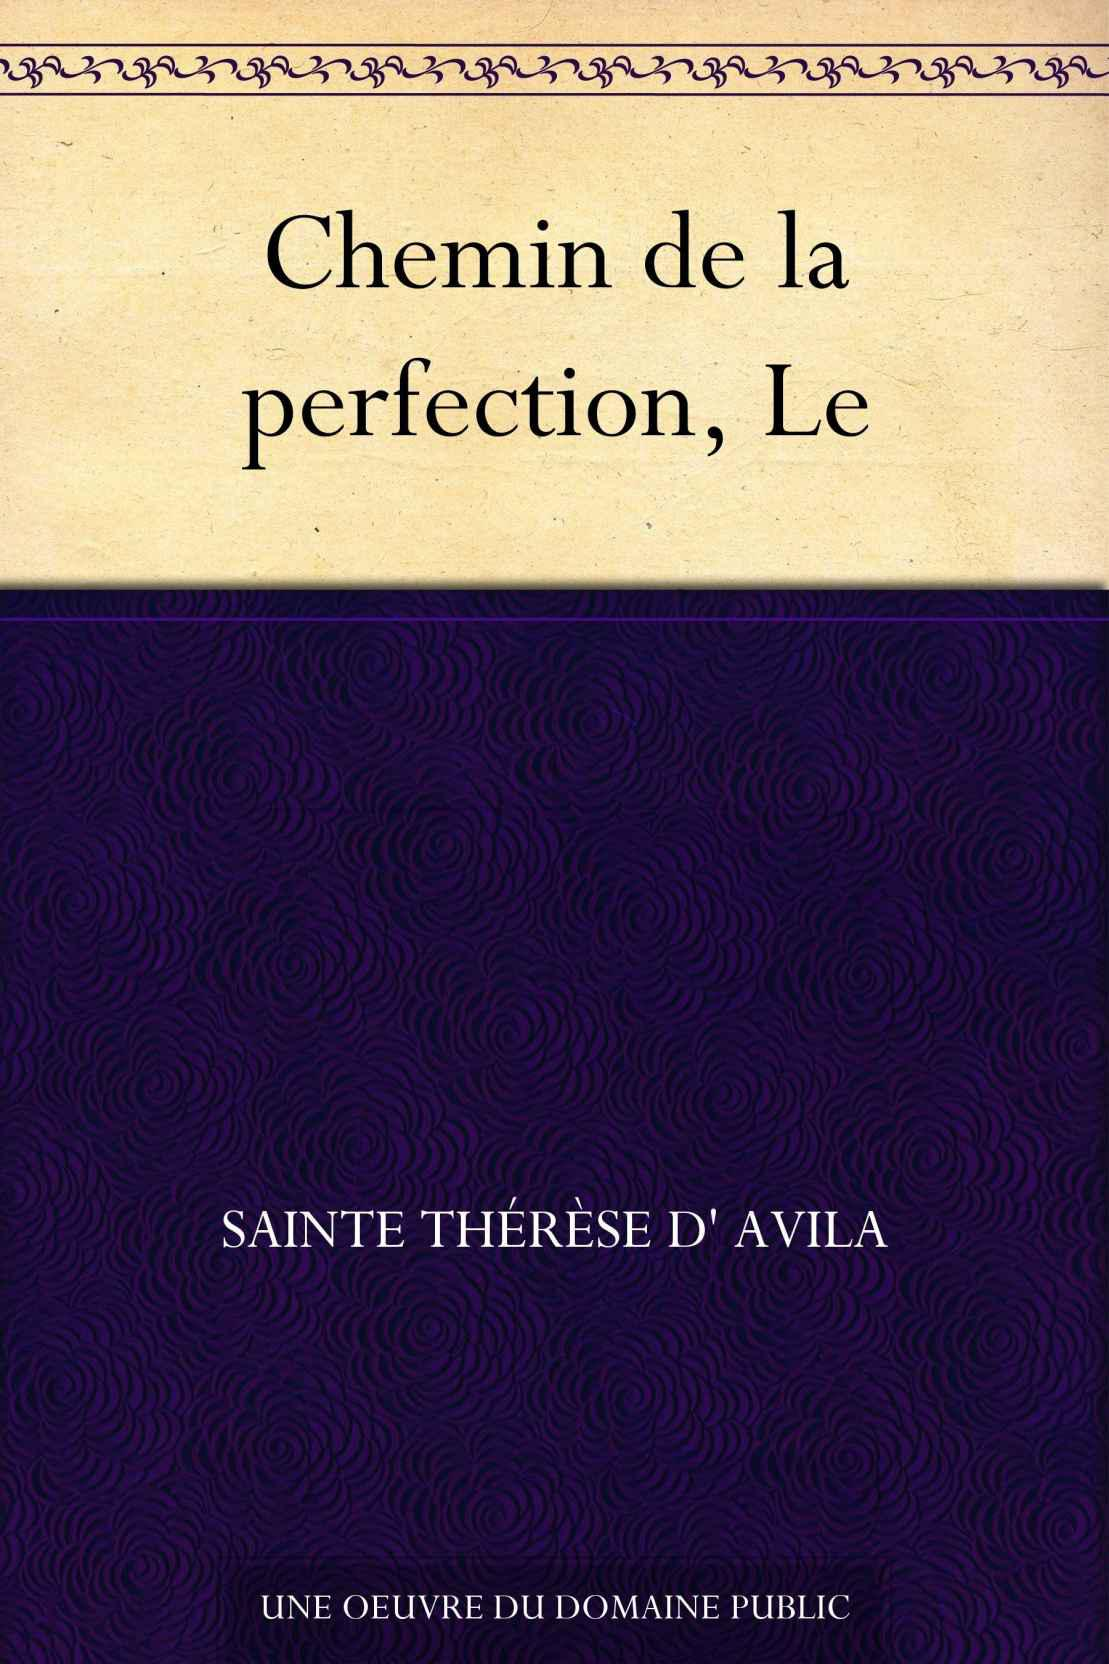 Chemin de la
perfection, Le
SAINTE THÉRÈSE D' AVILA
UNE OEUVRE DU DOMAINE PUBLIC